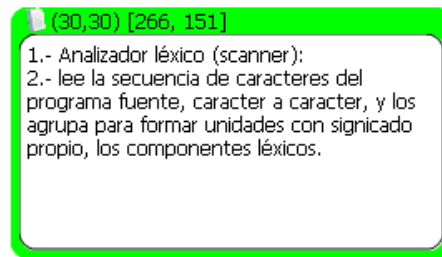 (30,30) [266, 151]
1.- Analizador léxico (scanner):
2.- lee la secuencia de caracteres del
programa fuente, caracter a caracter, y los
agrupa para formar unidades con signicado
propio, los componentes léxicos.